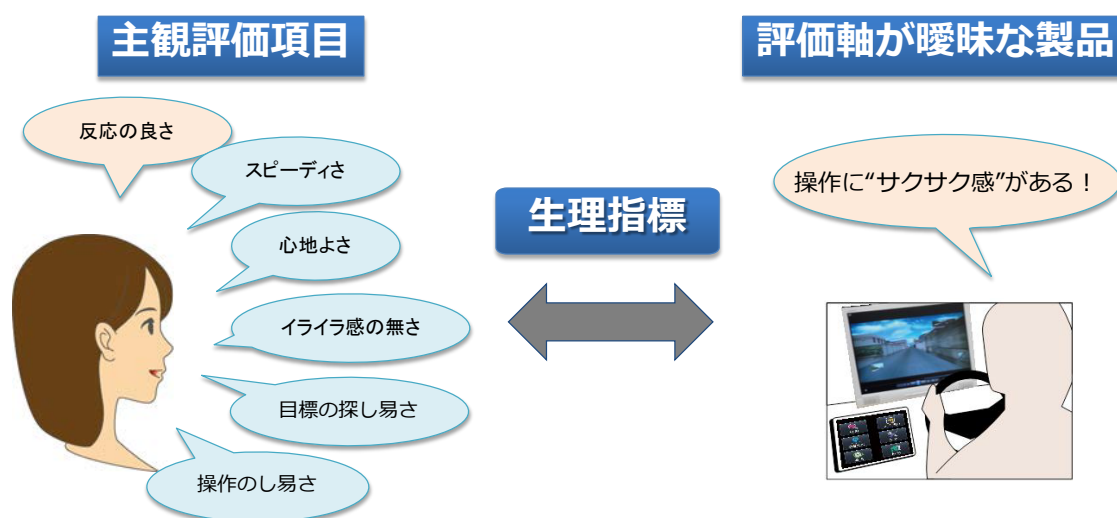 主観評価項目
評価軸が曖昧な製品
反応の良さ
スピーディさ
心地よさ
イライラ感の無さ
目標の探し易さ
操作のし易さ
生理指標
操作に“サクサク感”がある！